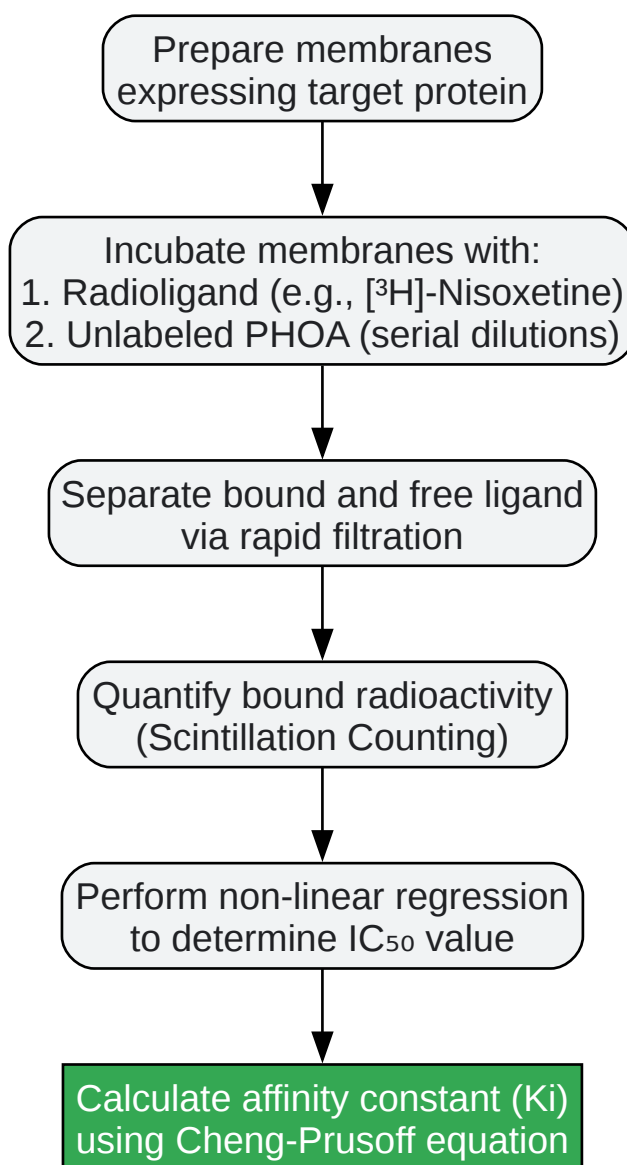 Prepare membranes
expressing target protein
Incubate membranes with:
1. Radioligand (e.g., [³H]-Nisoxetine)
2. Unlabeled PHOA (serial dilutions)
Separate bound and free ligand
via rapid filtration
Quantify bound radioactivity
(Scintillation Counting)
Perform non-linear regression
to determine IC₅₀ value
Calculate affinity constant (Ki)
using Cheng-Prusoff equation